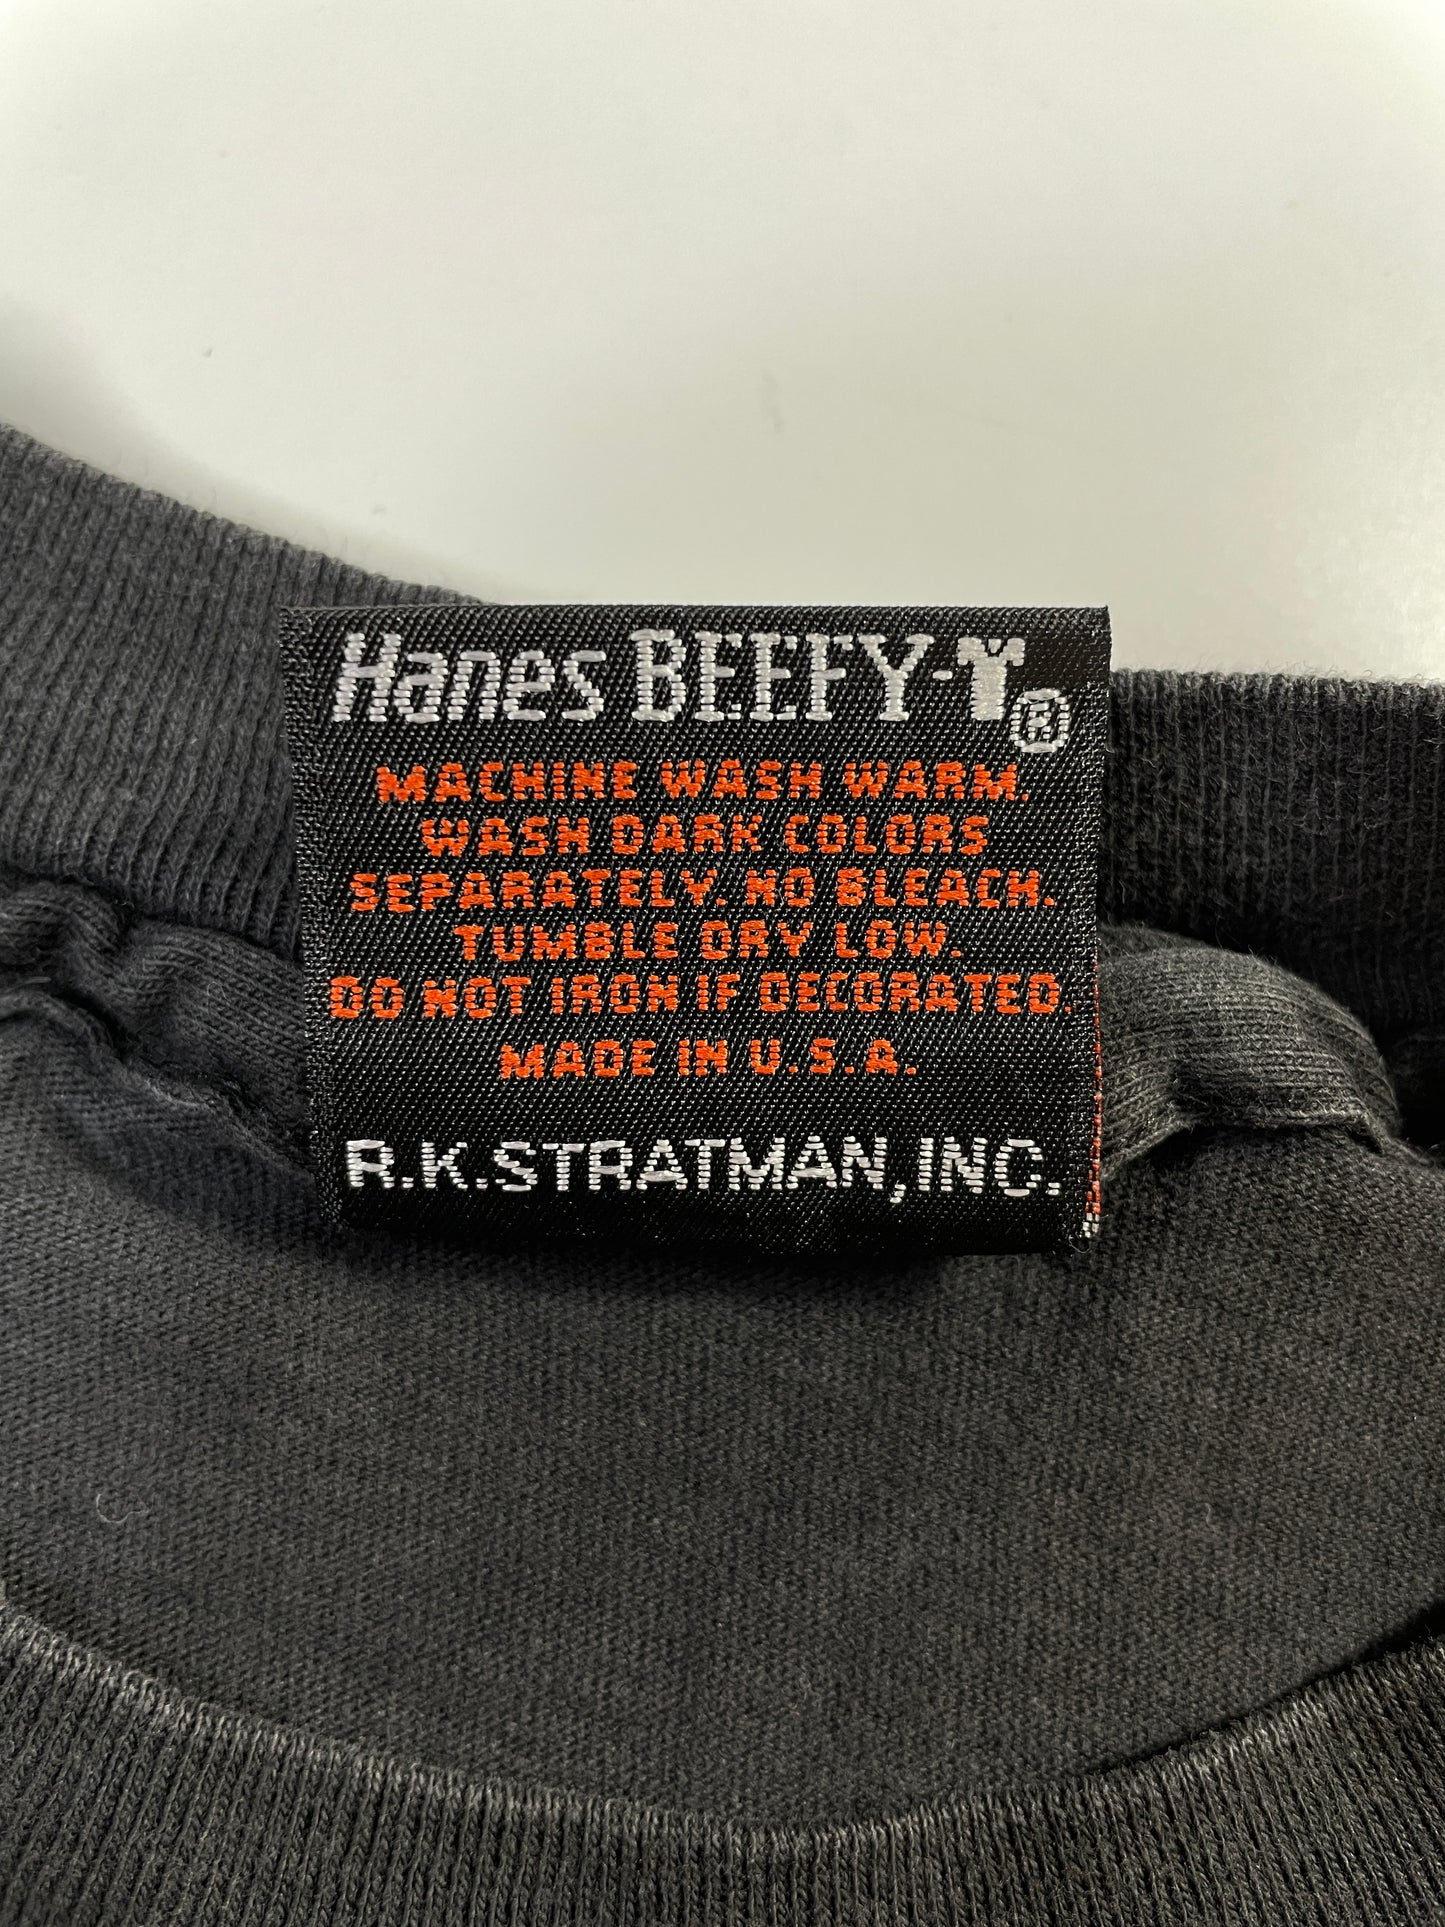 Hanes BEEFY-T®
MACHINE WASH WARM.
WASH DARK COLORS
SEPARATELY. NO BLEACH.
TUMBLE DRY LOW.
DO NOT IRON IF DECORATED.
MADE IN U.S.A.
R.K.STRATMAN,INC.